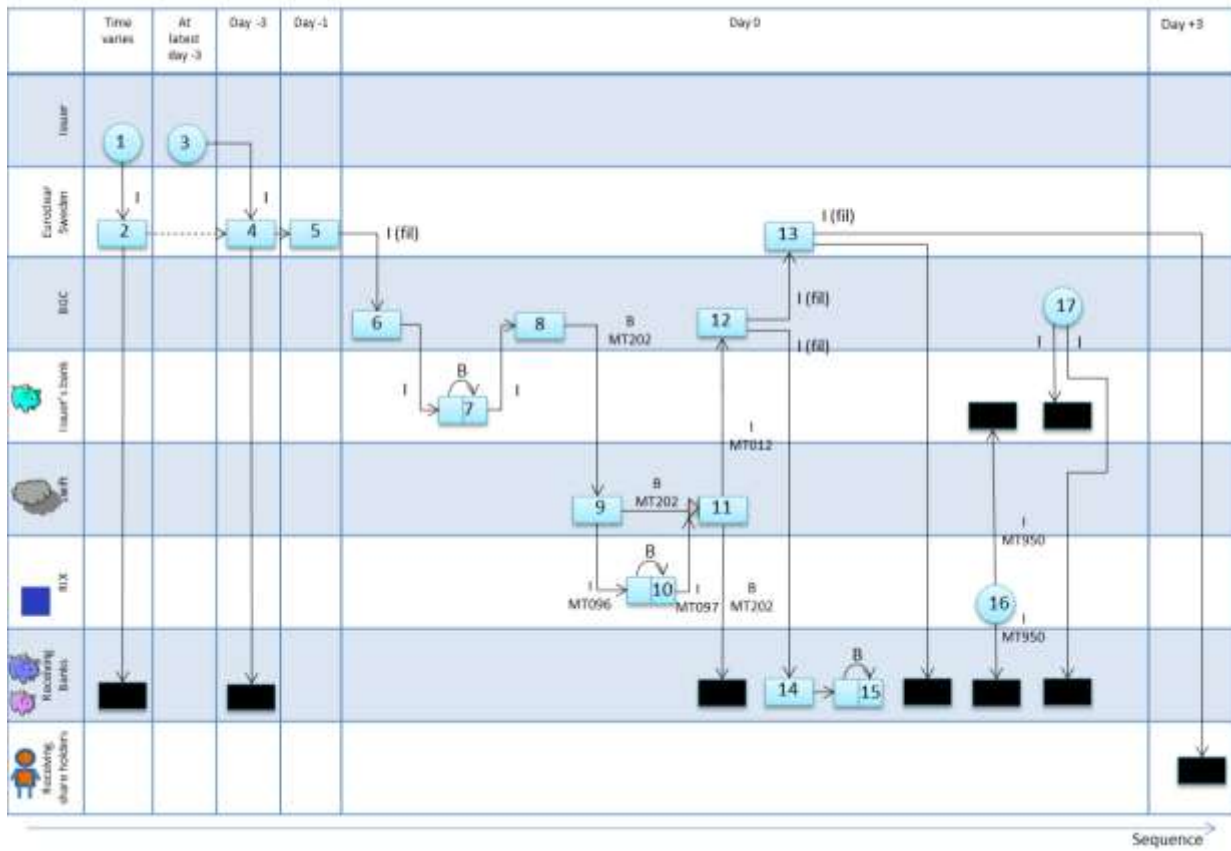 Time
varies
At
latest
day -3
Day -3
Day -1
Day 0
Day +3
Issuer
1
3
Euroclear
Sweden
I
I
2
4
5
I (fil)
I (fil)
13
BGC
6
8
B
MT202
12
I (fil)
I (fil)
17
I
I
Issuer's bank
B
I
7
I
I
MT012
Swift
9
B
MT202
11
I
MT950
RIX
B
10
I
MT096
I
MT097
B
MT202
16
I
MT950
Receiving
Banks
B
14
15
Receiving
share holders
Sequence